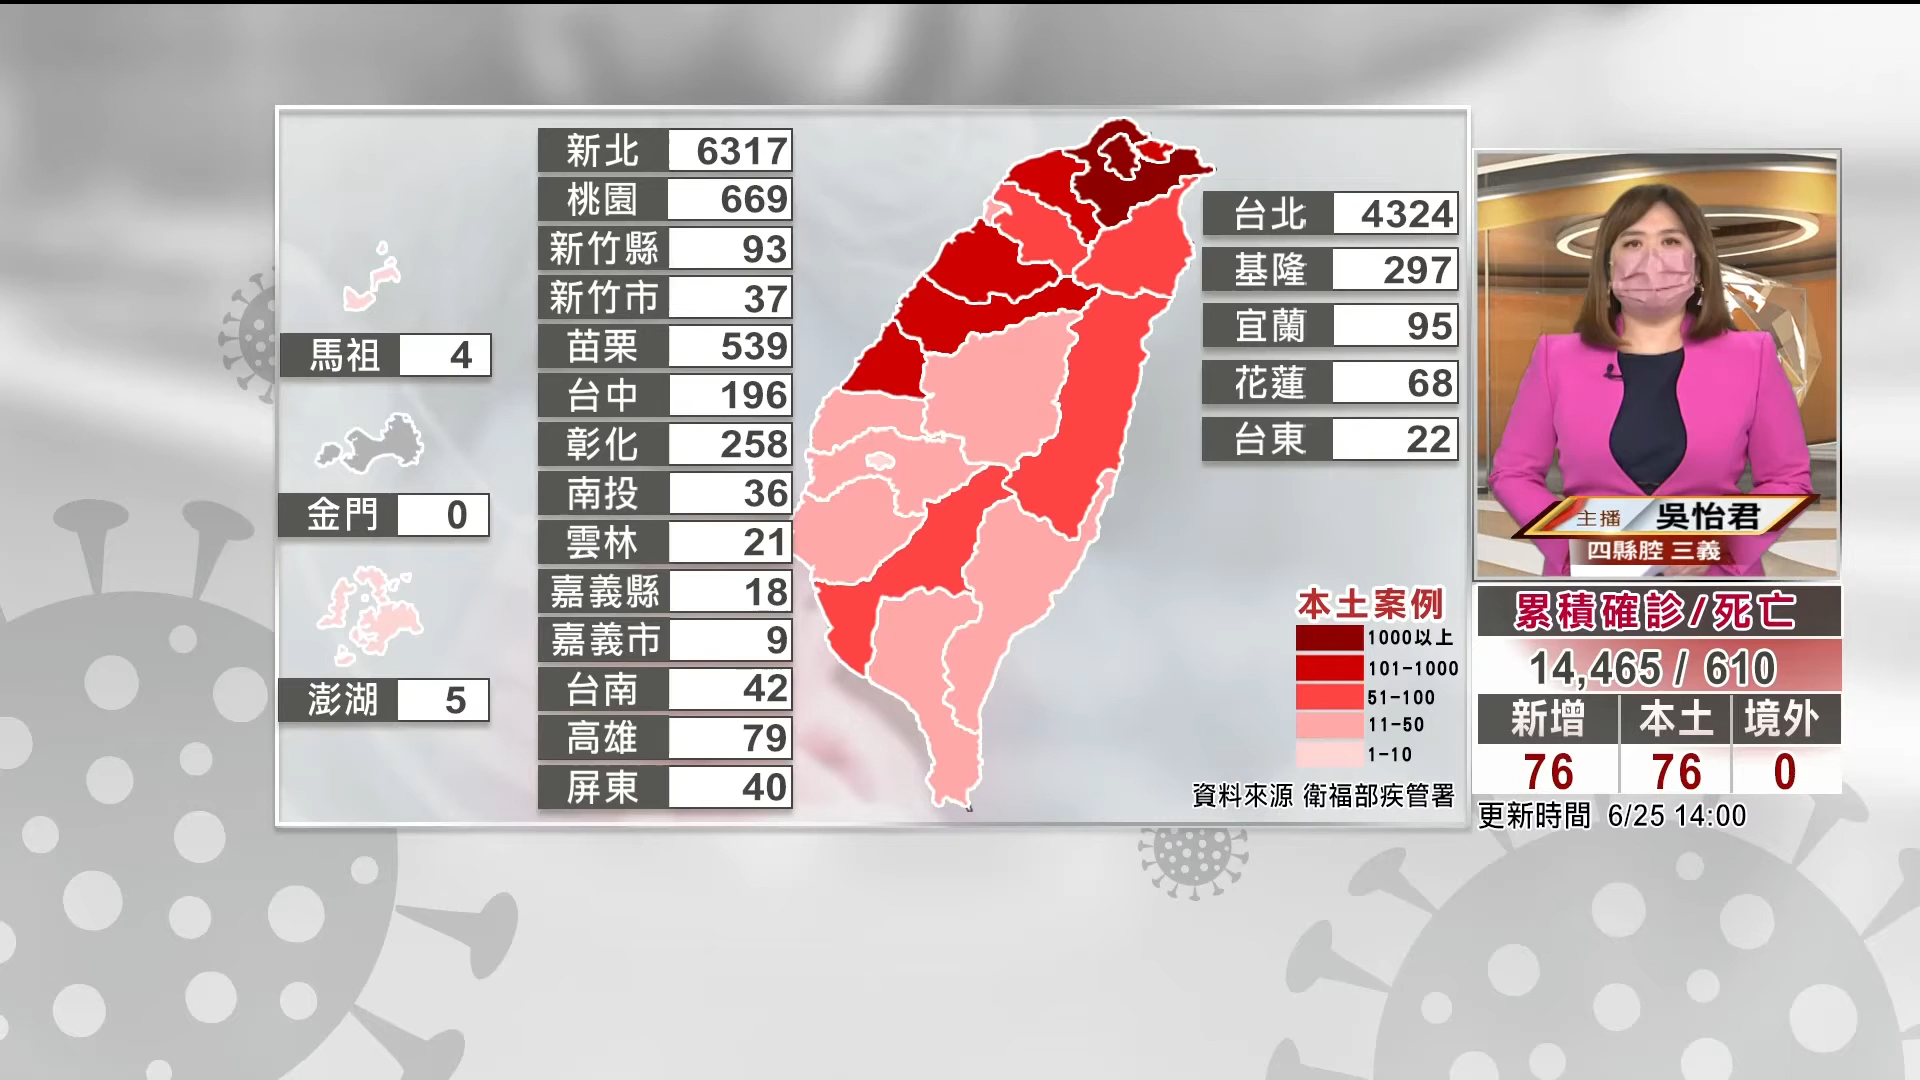 馬祖 4
金門 0
澎湖 5
新北 6317
桃園 669
新竹縣 93
新竹市 37
苗栗 539
台中 196
彰化 258
南投 36
雲林 21
嘉義縣 18
嘉義市 9
台南 42
高雄 79
屏東 40
台北 4324
基隆 297
宜蘭 95
花蓮 68
台東 22
本土案例
1000以上
101-1000
51-100
11-50
1-10
資料來源 衛福部疾管署
主播 吳怡君
四縣腔 三義
累積確診/死亡
14,465 / 610
新增 本土 境外
76 76 0
更新時間 6/25 14:00